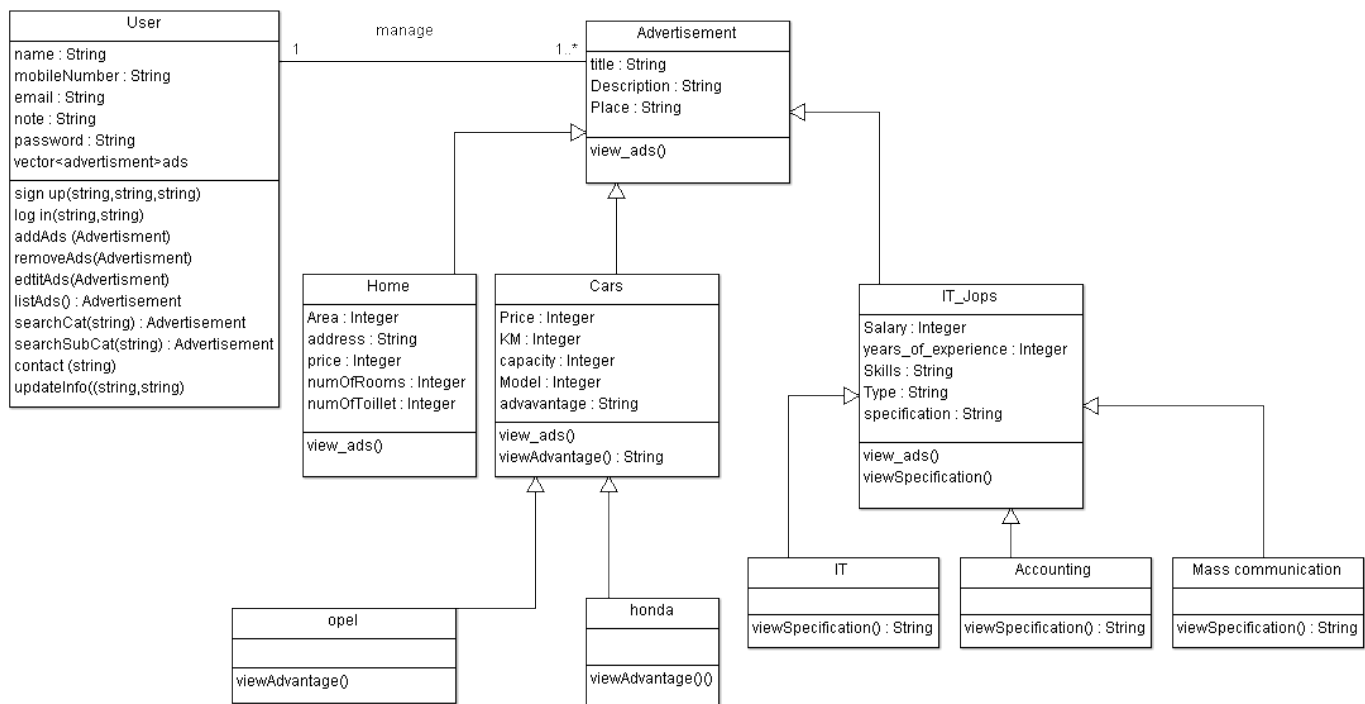 User
name : String
mobileNumber : String
email : String
note : String
password : String
vector<advertisment>ads
sign up(string,string,string)
log in(string,string)
addAds (Advertisment)
removeAds(Advertisment)
edtitAds(Advertisment)
listAds() : Advertisement
searchCat(string) : Advertisement
searchSubCat(string) : Advertisement
contact (string)
updateInfo((string,string)
manage
1
1..*
Advertisement
title : String
Description : String
Place : String
view_ads()
Home
Area : Integer
address : String
price : Integer
numOfRooms : Integer
numOfToillet : Integer
view_ads()
Cars
Price : Integer
KM : Integer
capacity : Integer
Model : Integer
advavantage : String
view_ads()
viewAdvantage() : String
IT_Jops
Salary : Integer
years_of_experience : Integer
Skills : String
Type : String
specification : String
view_ads()
viewSpecification()
opel
viewAdvantage()
honda
viewAdvantage()()
IT
viewSpecification() : String
Accounting
viewSpecification() : String
Mass communication
viewSpecification() : String